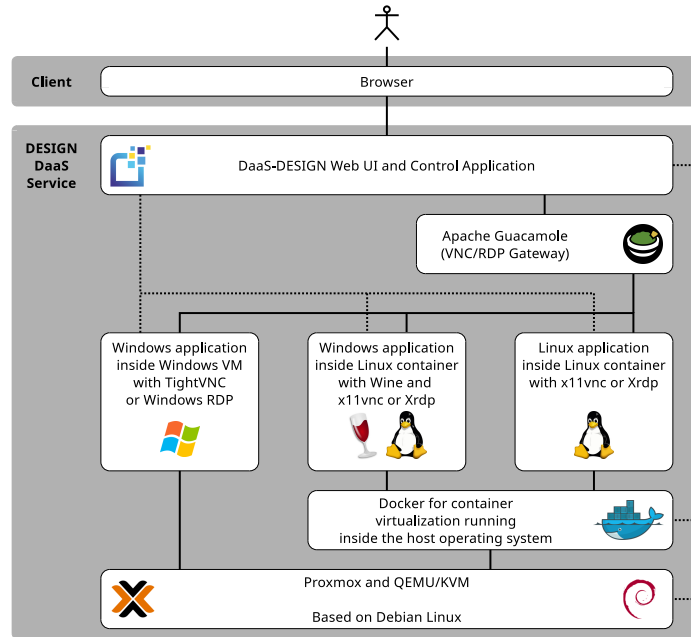 Client
Browser
DESIGN
DaaS
Service
DaaS-DESIGN Web UI and Control Application
Apache Guacamole
(VNC/RDP Gateway)
Windows application
inside Windows VM
with TightVNC
or Windows RDP
Windows application
inside Linux container
with Wine and
x11vnc or Xrdp
Linux application
inside Linux container
with x11vnc or Xrdp
Docker for container
virtualization running
inside the host operating system
Proxmox and QEMU/KVM
Based on Debian Linux